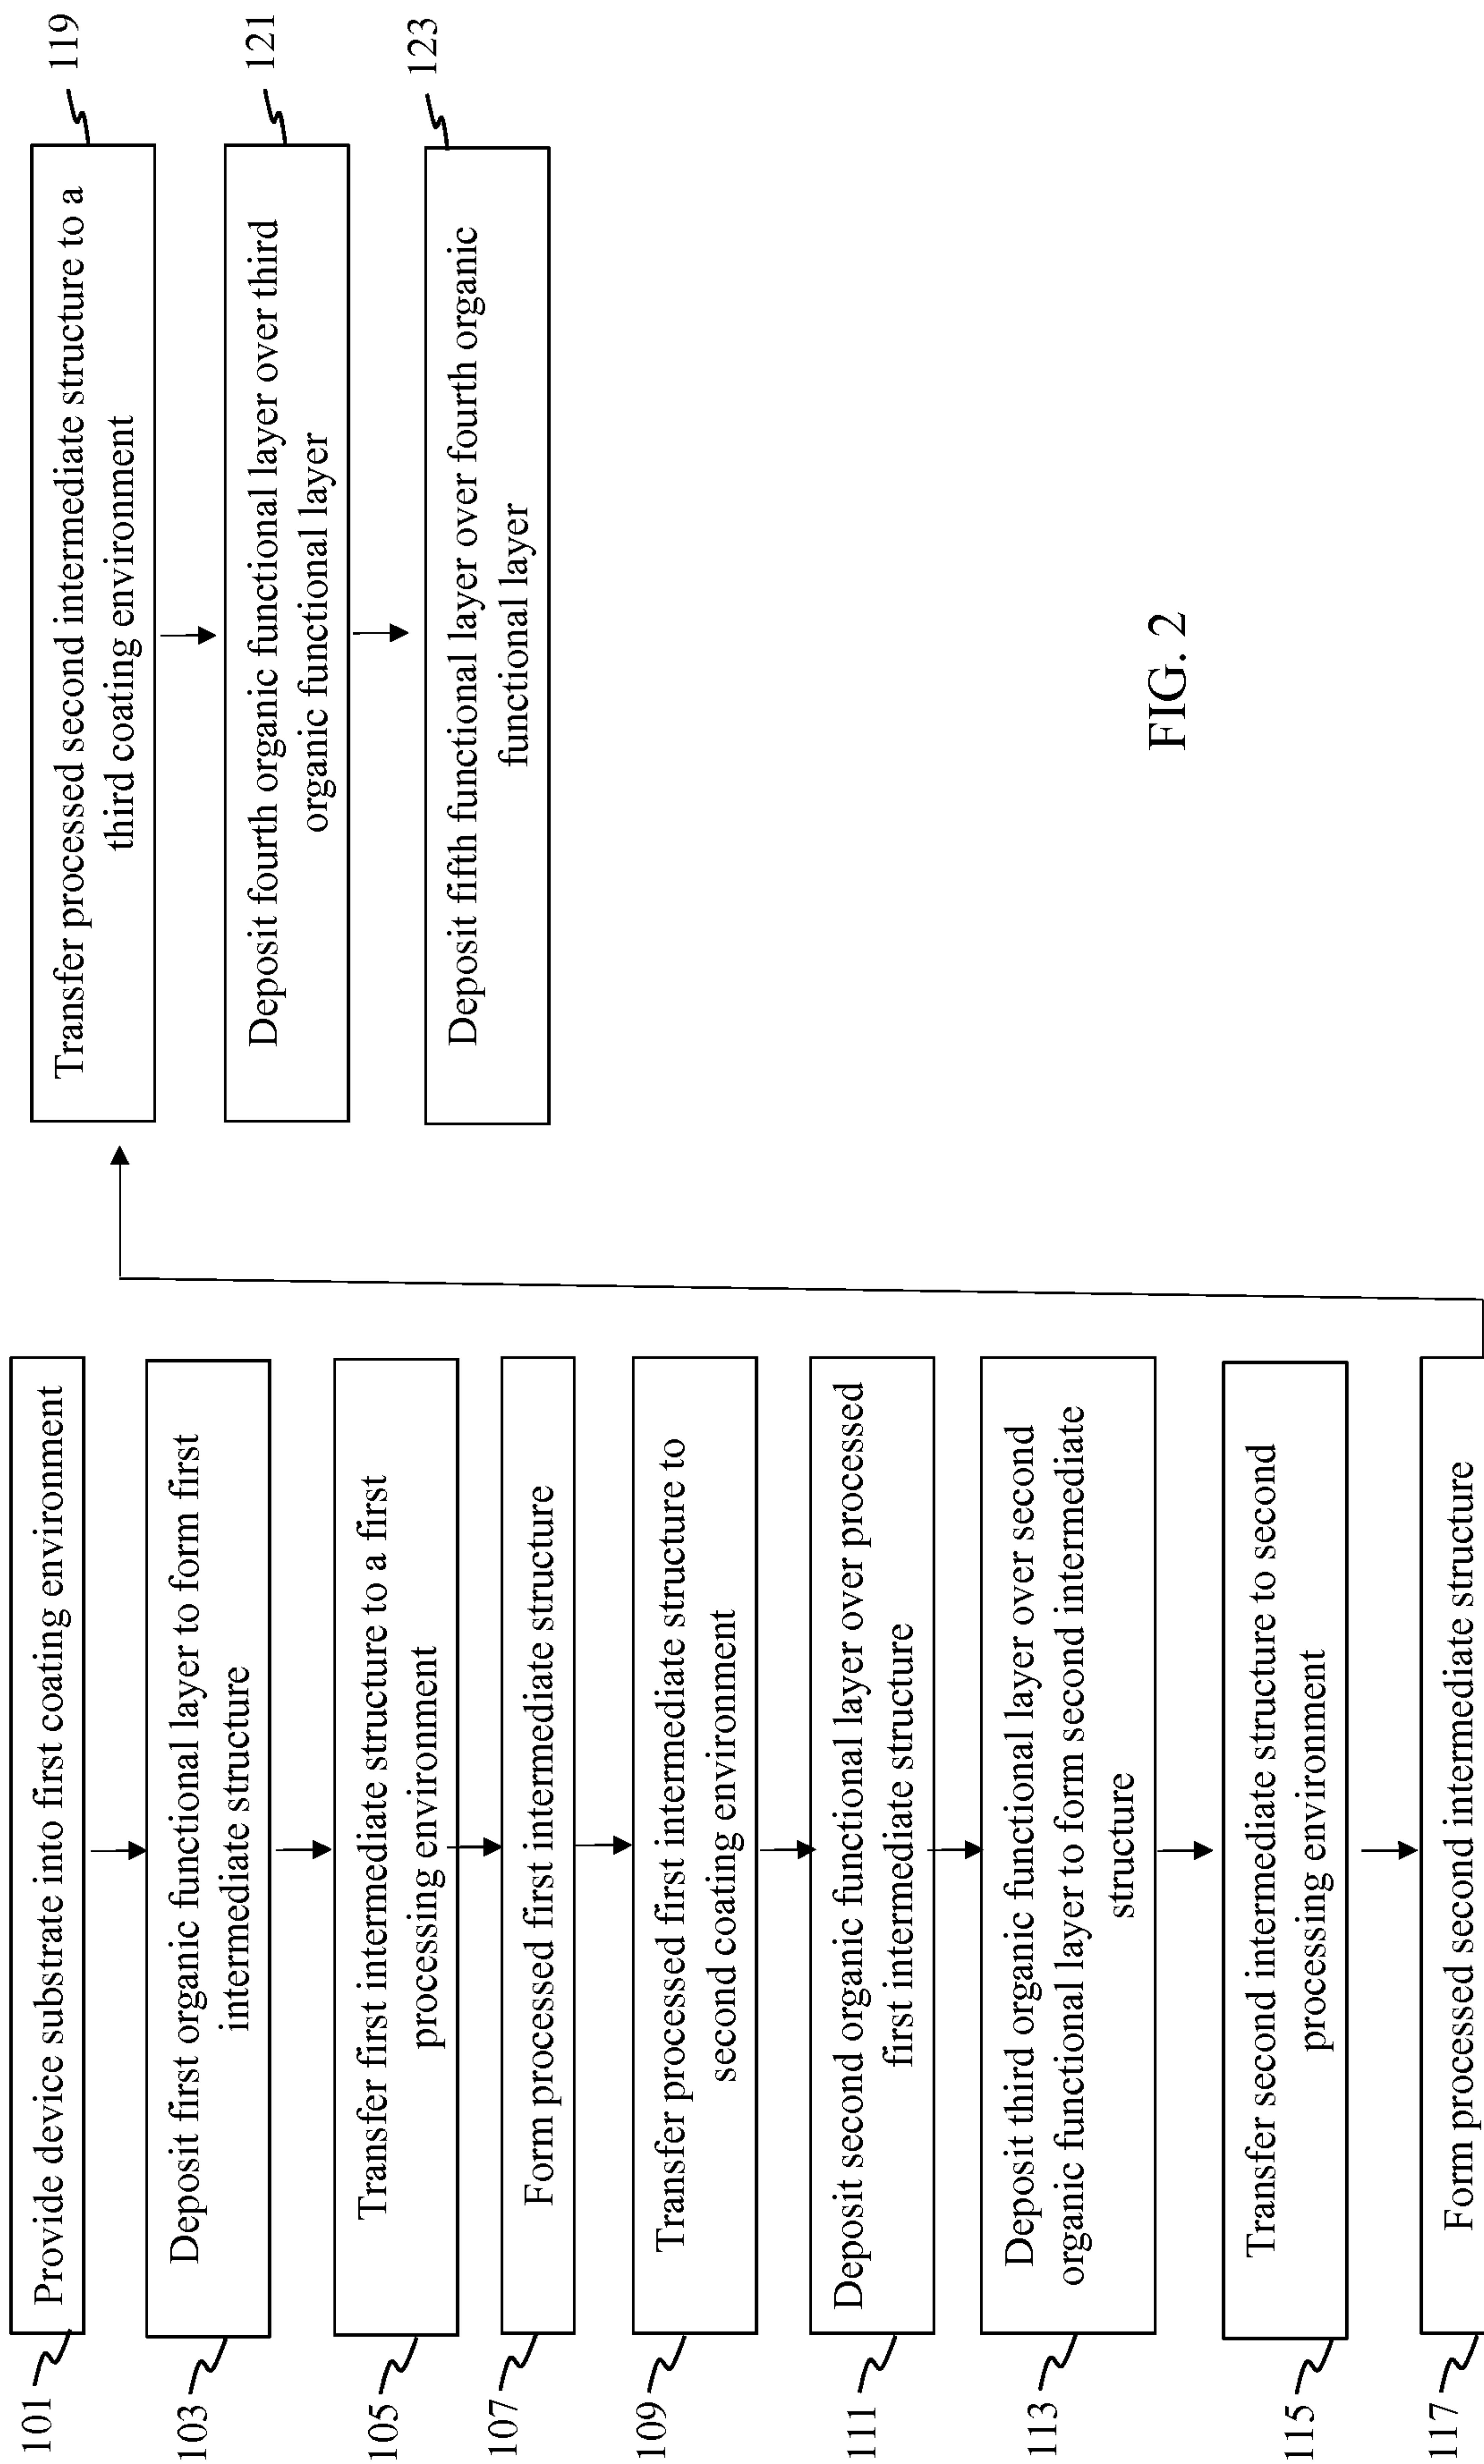 101
Provide device substrate into first coating environment
103
Deposit first organic functional layer to form first
intermediate structure
105
Transfer first intermediate structure to a first
processing environment
107
Form processed first intermediate structure
109
Transfer processed first intermediate structure to
second coating environment
111
Deposit second organic functional layer over processed
first intermediate structure
113
Deposit third organic functional layer over second
organic functional layer to form second intermediate
structure
115
Transfer second intermediate structure to second
processing environment
117
Form processed second intermediate structure
119
Transfer processed second intermediate structure to a
third coating environment
121
Deposit fourth organic functional layer over third
organic functional layer
123
Deposit fifth functional layer over fourth organic
functional layer
FIG. 2